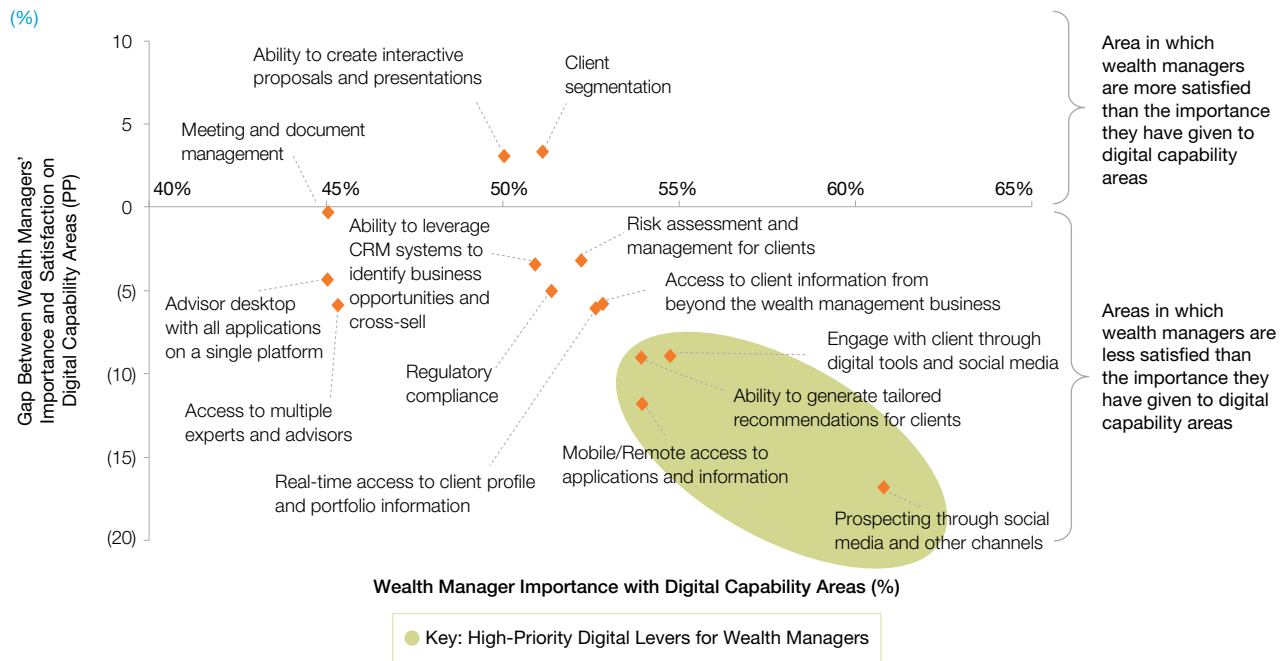 (%)
10
5
0
(5)
(10)
(15)
(20)
Gap Between Wealth Managers'
Importance and Satisfaction on
Digital Capability Areas (PP)
40%
45%
50%
55%
60%
65%
Ability to create interactive
proposals and presentations
Client
segmentation
Meeting and document
management
Ability to leverage
CRM systems to
identify business
opportunities and
cross-sell
Risk assessment and
management for clients
Access to client information from
beyond the wealth management business
Advisor desktop
with all applications
on a single platform
Engage with client through
digital tools and social media
Regulatory
compliance
Ability to generate tailored
recommendations for clients
Access to multiple
experts and advisors
Mobile/Remote access to
applications and information
Real-time access to client profile
and portfolio information
Prospecting through social
media and other channels
Area in which
wealth managers
are more satisfied
than the importance
they have given to
digital capability
areas
Areas in which
wealth managers are
less satisfied than
the importance they
have given to digital
capability areas
Wealth Manager Importance with Digital Capability Areas (%)
Key: High-Priority Digital Levers for Wealth Managers